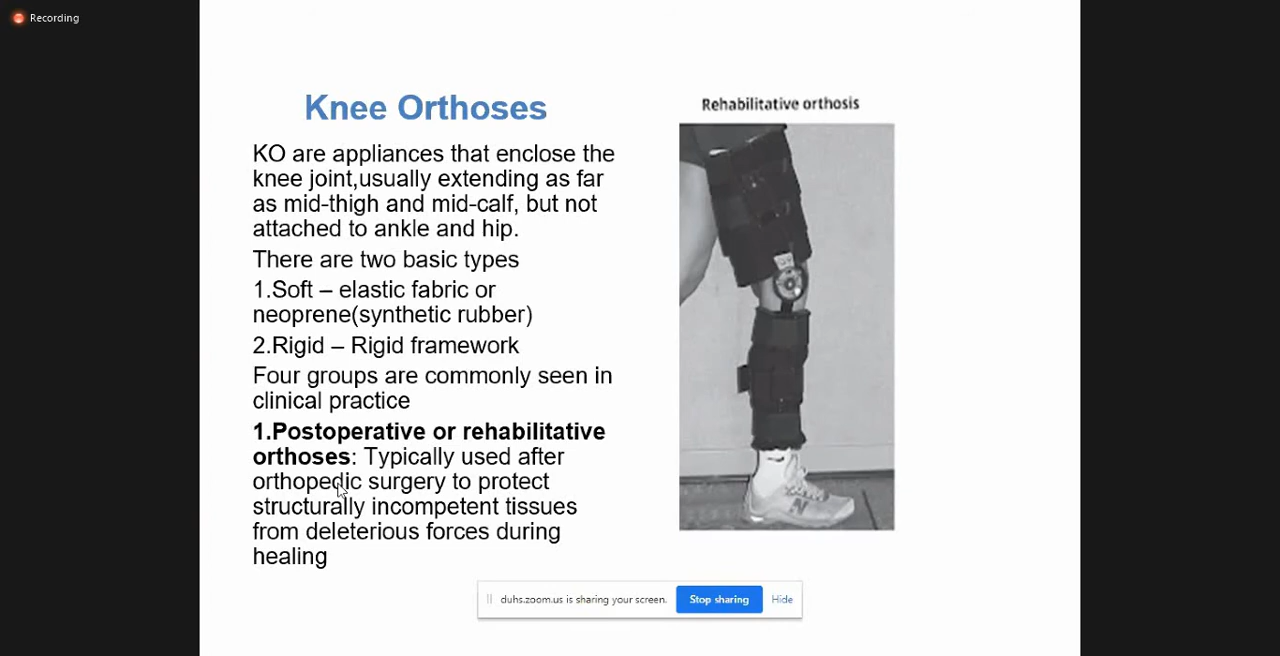 Recording
Knee Orthoses
KO are appliances that enclose the
knee joint,usually extending as far
as mid-thigh and mid-calf, but not
attached to ankle and hip.
There are two basic types
1.Soft – elastic fabric or
neoprene(synthetic rubber)
2.Rigid – Rigid framework
Four groups are commonly seen in
clinical practice
1.Postoperative or rehabilitative
orthoses: Typically used after
orthopedic surgery to protect
structurally incompetent tissues
from deleterious forces during
healing
Rehabilitative orthosis
N
duhs.zoom.us is sharing your screen.
Stop sharing
Hide